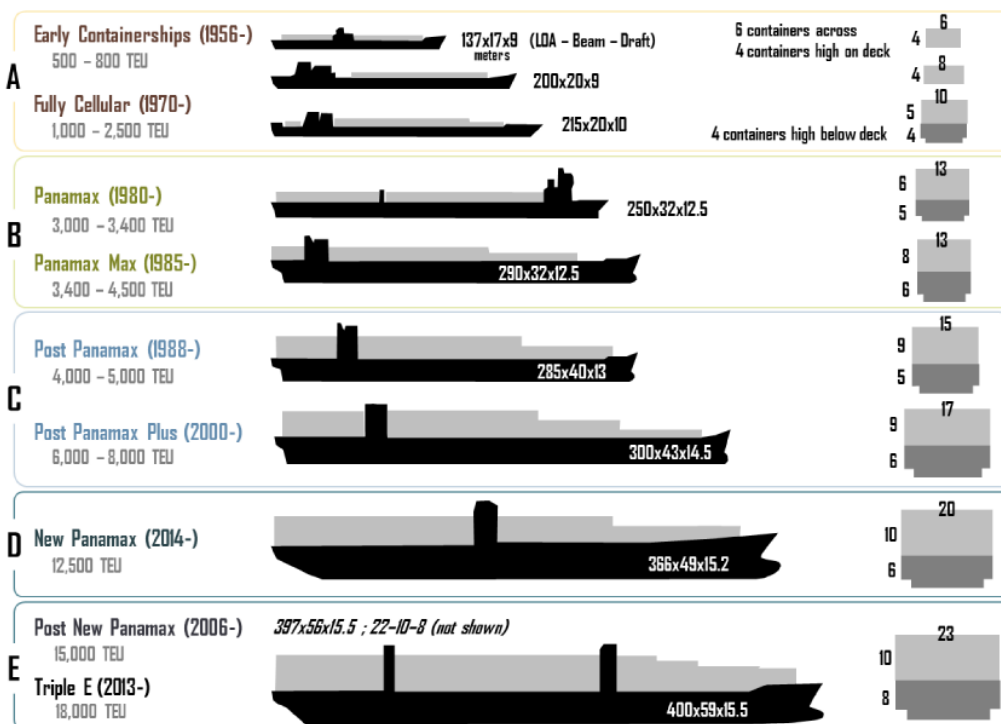 A
Early Containerships (1956-)
500 – 800 TEU
137x17x9 (LOA – Beam – Draft)
meters
200x20x9
6 containers across
4 containers high on deck
6
4
8
4
Fully Cellular (1970-)
1,000 – 2,500 TEU
215x20x10
4 containers high below deck
10
5
4
B
Panamax (1980-)
3,000 – 3,400 TEU
250x32x12.5
13
6
5
Panamax Max (1985-)
3,400 – 4,500 TEU
290x32x12.5
13
8
6
C
Post Panamax (1988-)
4,000 – 5,000 TEU
285x40x13
15
9
5
Post Panamax Plus (2000-)
6,000 – 8,000 TEU
300x43x14.5
17
9
6
D
New Panamax (2014-)
12,500 TEU
366x49x15.2
20
10
6
E
Post New Panamax (2006-)
15,000 TEU
397x56x15.5 ; 22–10–8 (not shown)
Triple E (2013-)
18,000 TEU
400x59x15.5
23
10
8